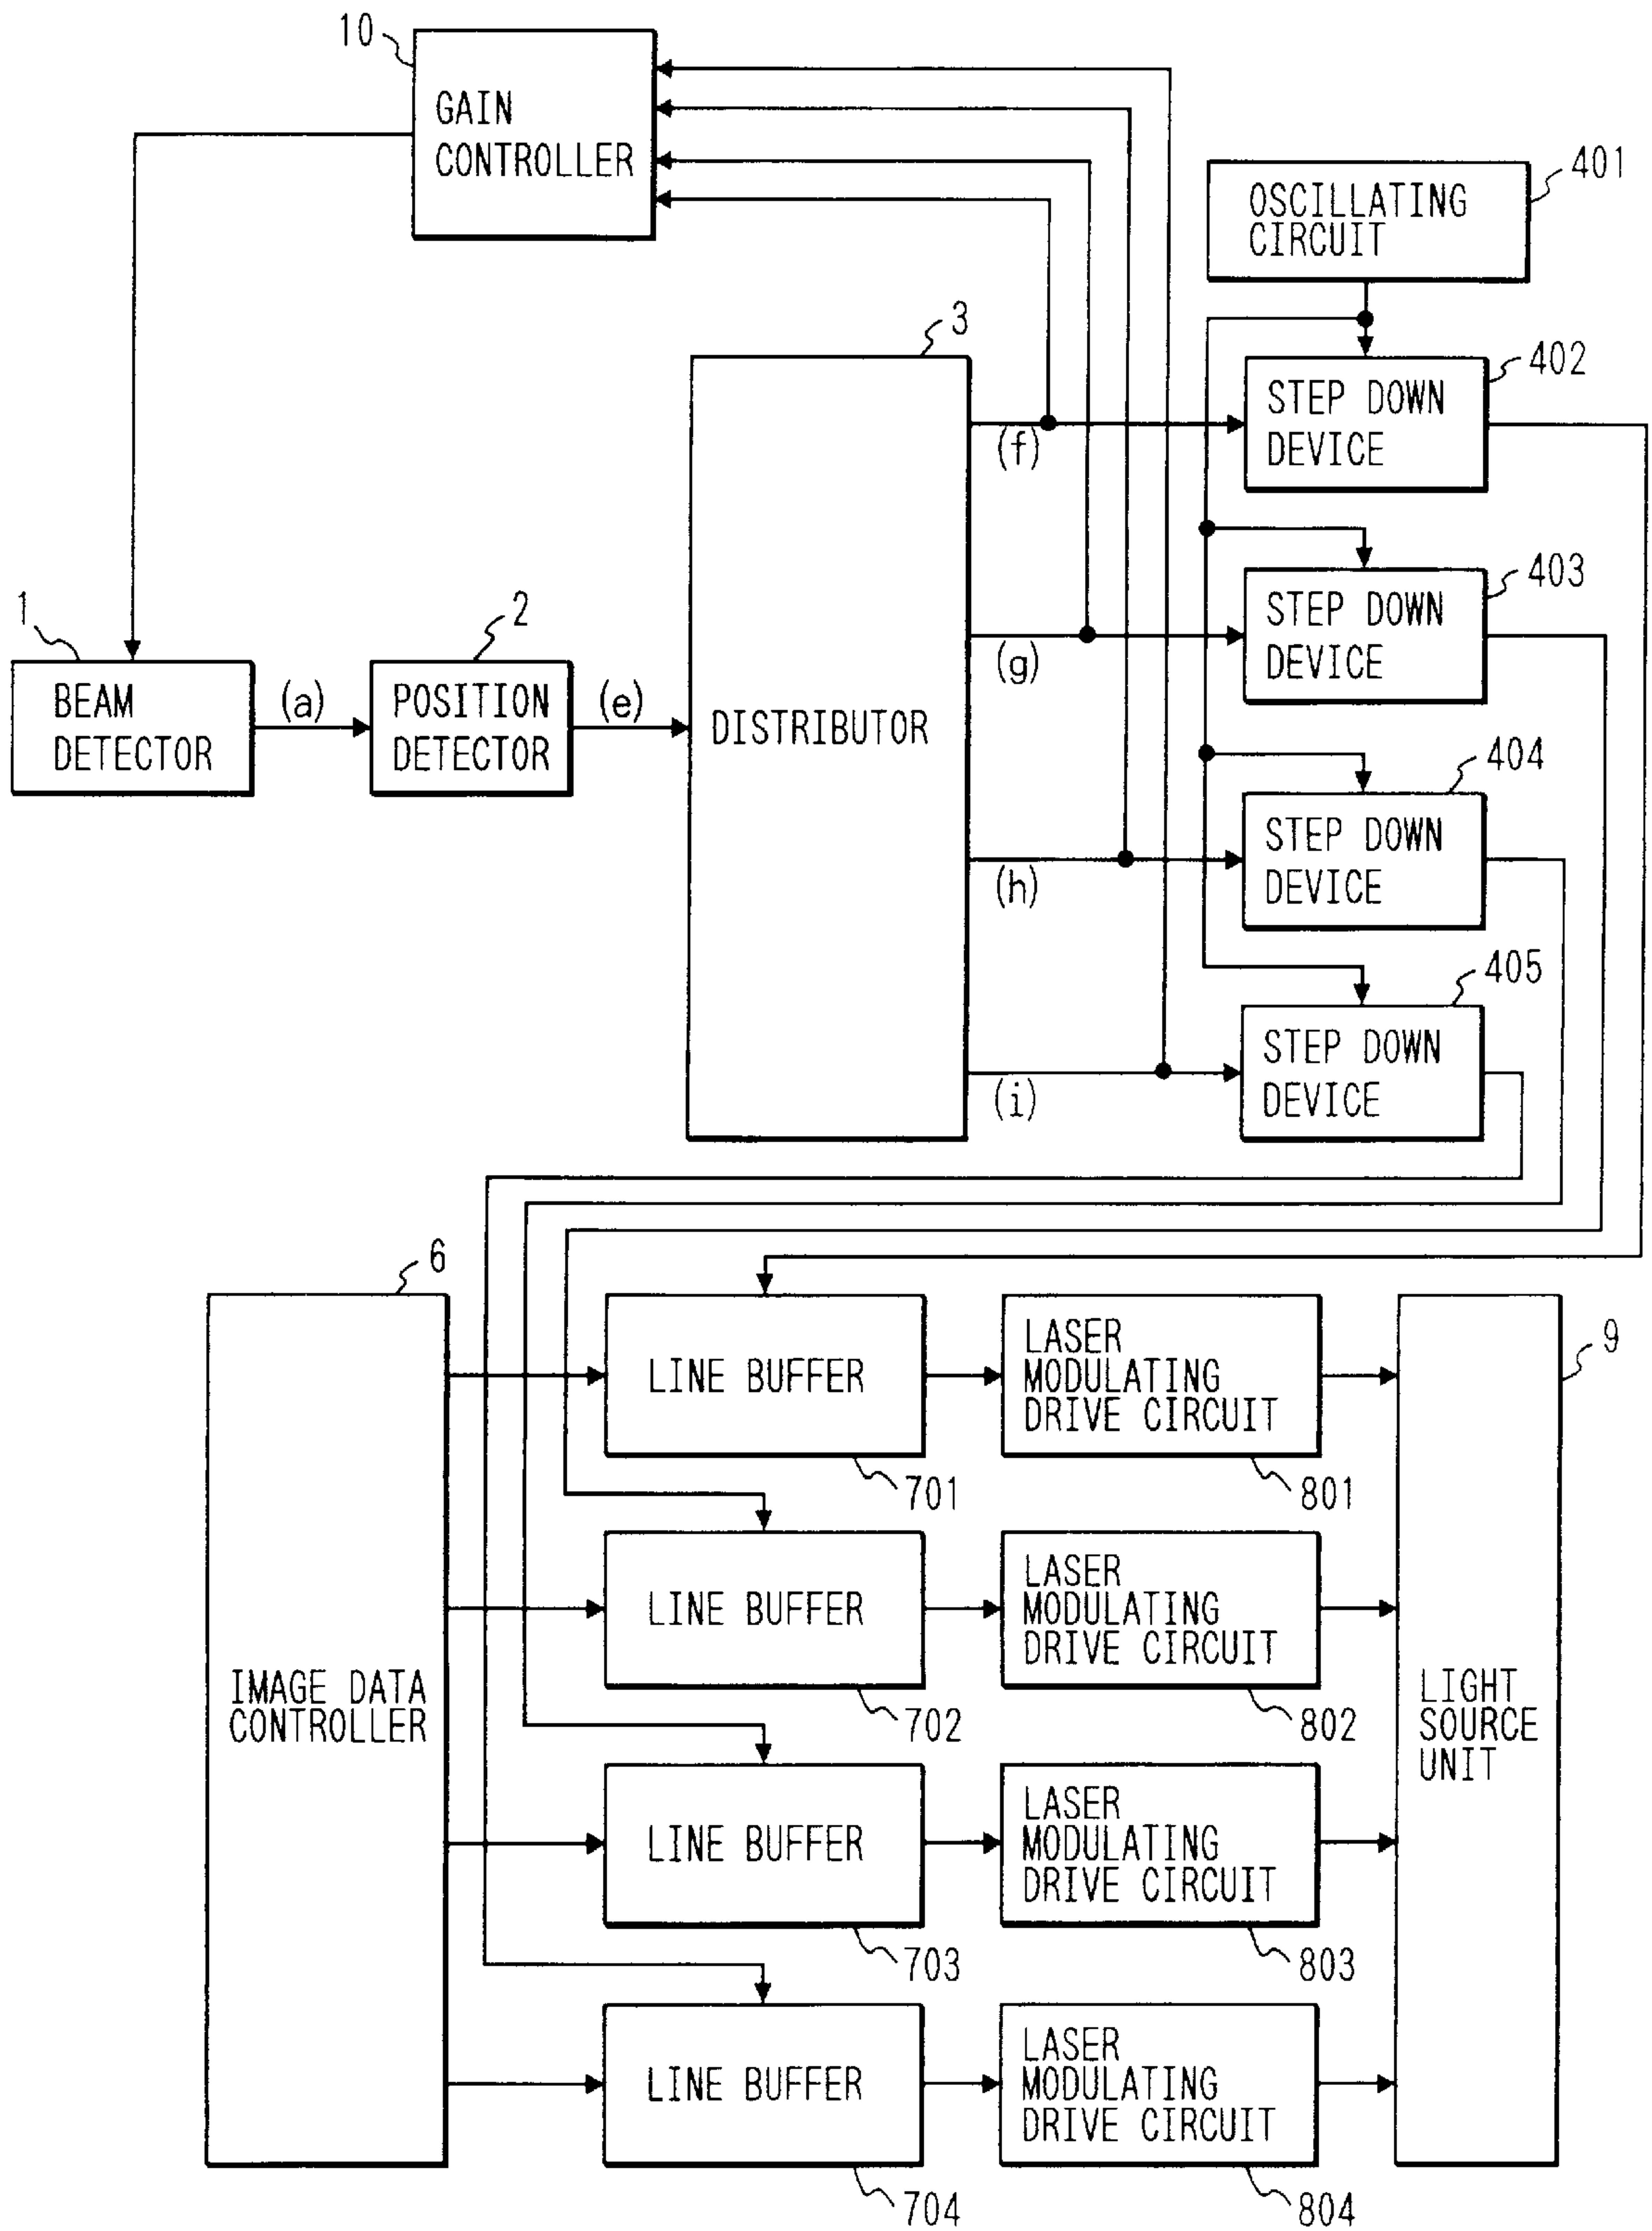 10
GAIN
CONTROLLER
401
OSCILLATING
CIRCUIT
3
402
STEP DOWN
DEVICE
(f)
403
STEP DOWN
DEVICE
(g)
1
2
BEAM
DETECTOR
(a)
POSITION
DETECTOR
(e)
DISTRIBUTOR
404
STEP DOWN
DEVICE
(h)
405
STEP DOWN
DEVICE
(i)
6
9
LINE BUFFER
LASER
MODULATING
DRIVE CIRCUIT
701
801
LINE BUFFER
LASER
MODULATING
DRIVE CIRCUIT
702
802
IMAGE DATA
CONTROLLER
LIGHT
SOURCE
UNIT
LINE BUFFER
LASER
MODULATING
DRIVE CIRCUIT
703
803
LINE BUFFER
LASER
MODULATING
DRIVE CIRCUIT
704
804